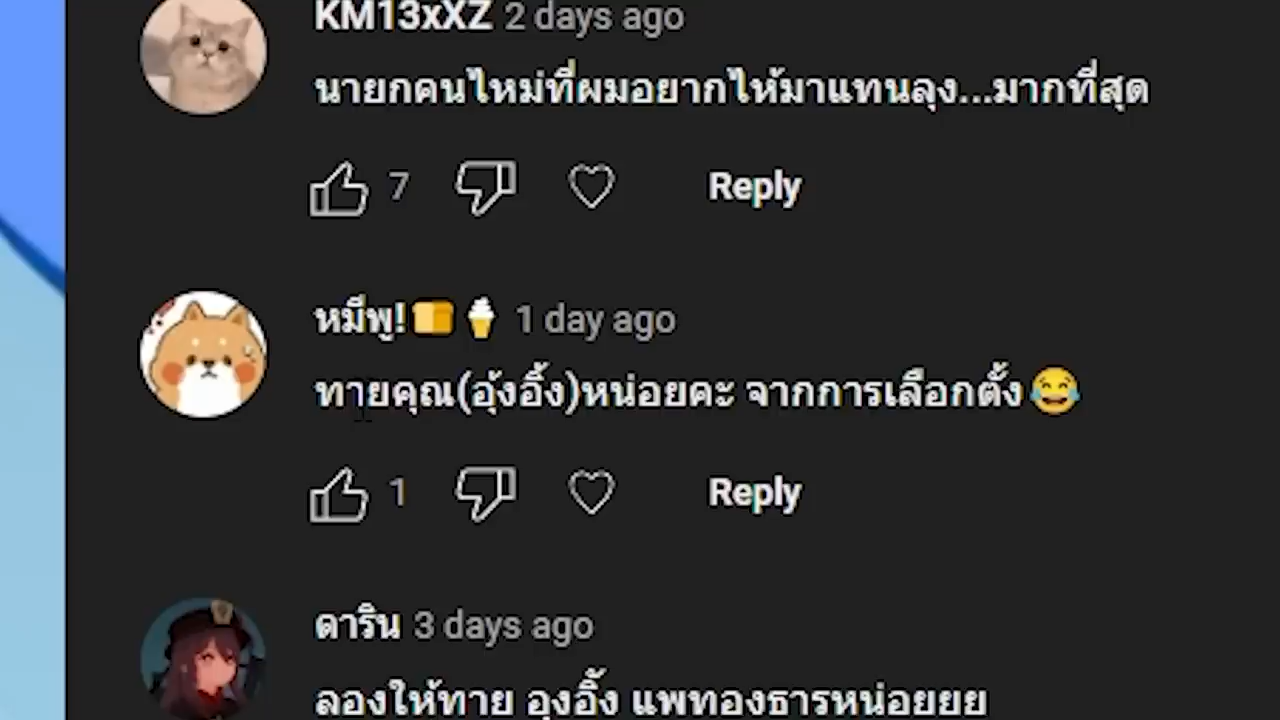 KM13xXZ 2 days ago
นายกคนไหม่ที่ผมอยากไห้มาแทนลุง...มากที่สุด
7 Reply
หมีพู!🍞🍦 1 day ago
ทายคุณ(อุ้งอิ้ง)หน่อยคะ จากการเลือกตั้ง😂
1 Reply
ดาริน 3 days ago
ลองให้ทาย อุงอิ้ง แพทองธารหน่อยยย